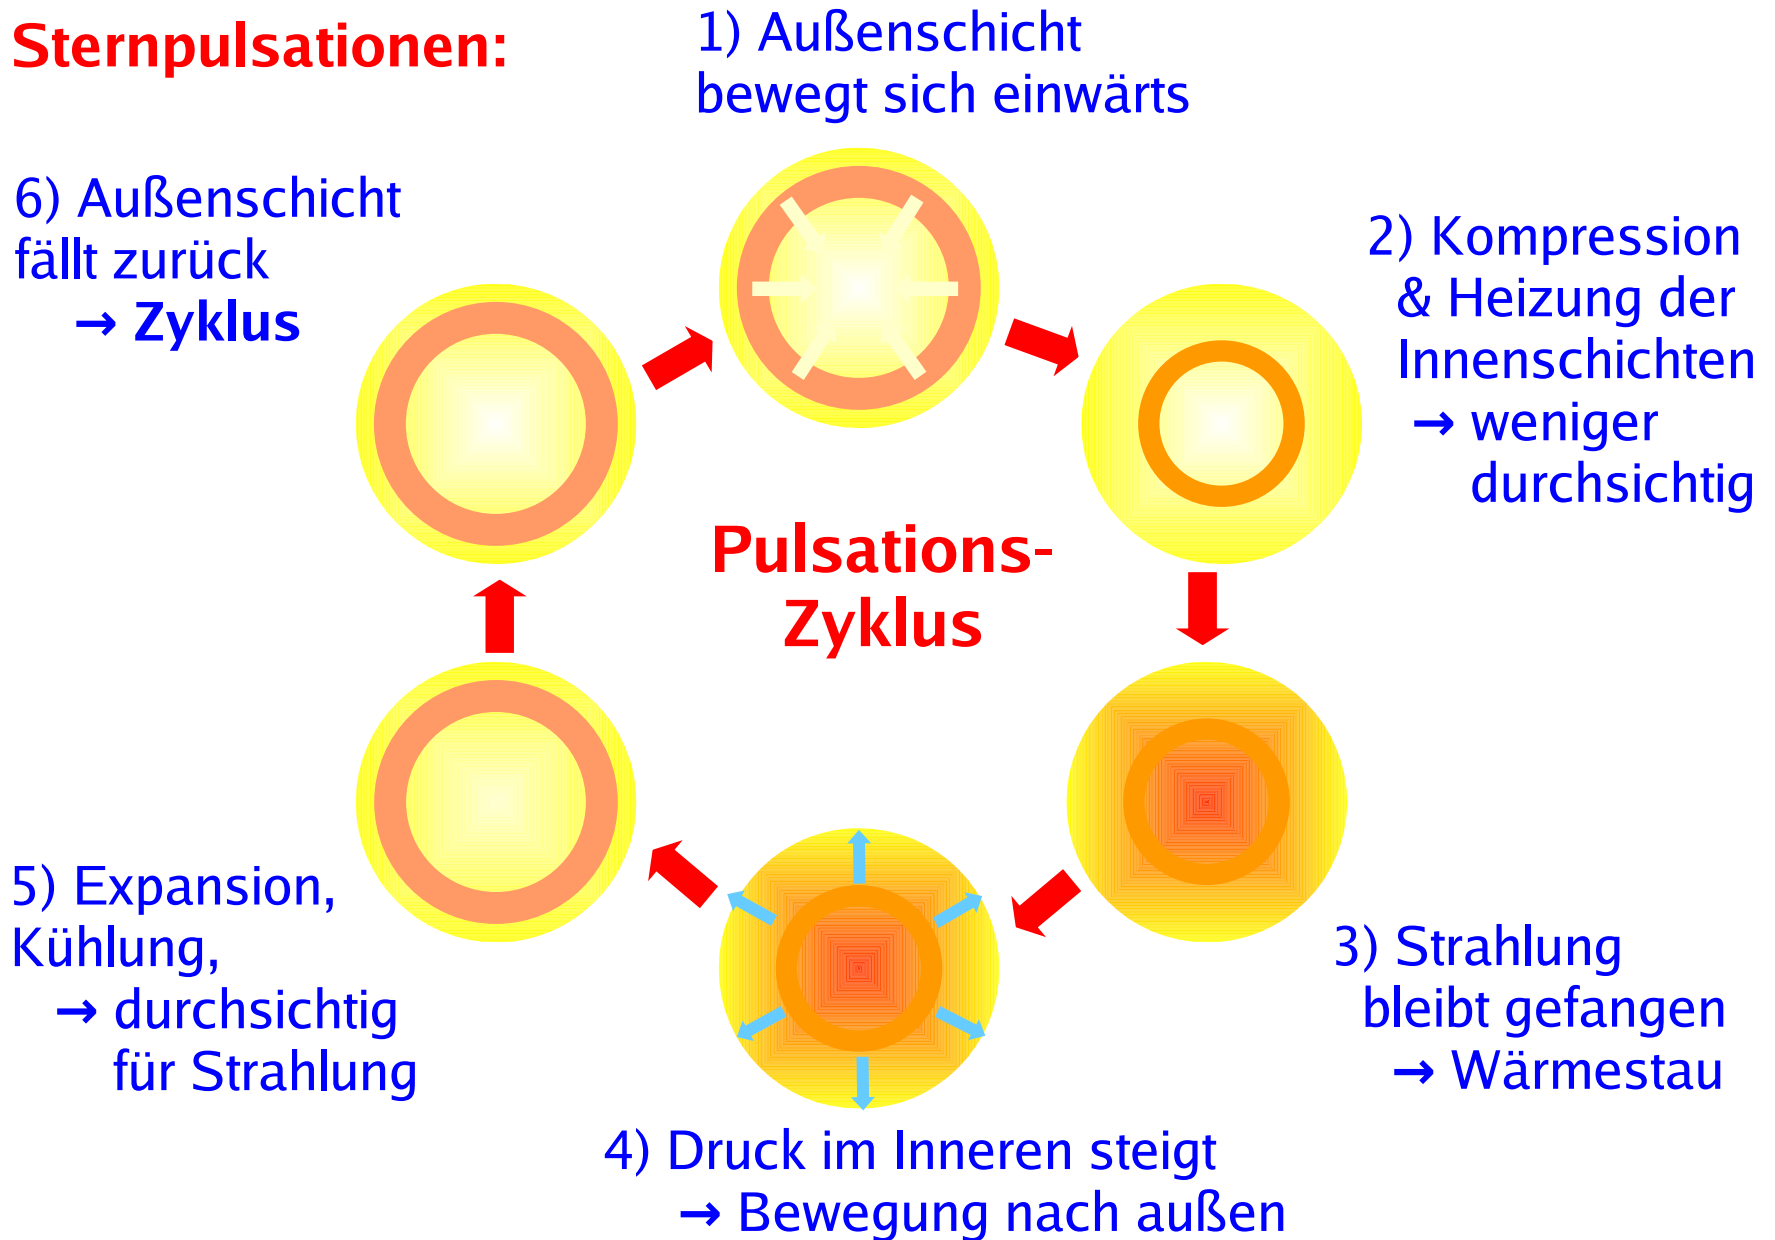 Sternpulsationen:
1) Außenschicht
bewegt sich einwärts
2) Kompression
& Heizung der
Innenschichten
→ weniger
durchsichtig
3) Strahlung
bleibt gefangen
→ Wärmestau
4) Druck im Inneren steigt
→ Bewegung nach außen
5) Expansion,
Kühlung,
→ durchsichtig
für Strahlung
6) Außenschicht
fällt zurück
→ Zyklus
Pulsations-
Zyklus